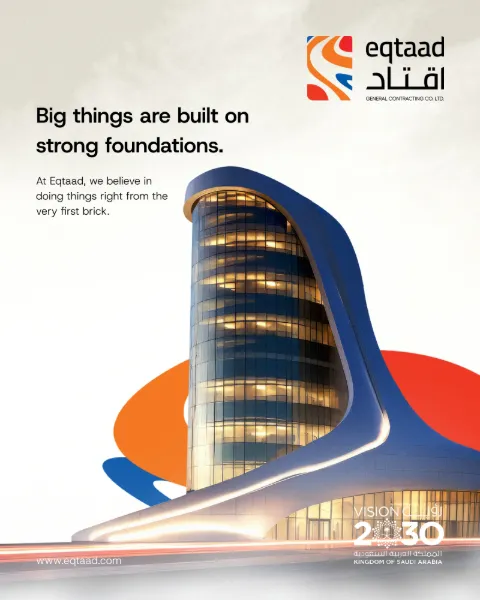 eqtaad
اقتاد
GENERAL CONTRACTING CO. LTD.
Big things are built on
strong foundations.
At Eqtaad, we believe in
doing things right from the
very first brick.
VISION رؤيــــة
2030
المملكة العربية السعودية
KINGDOM OF SAUDI ARABIA
www.eqtaad.com